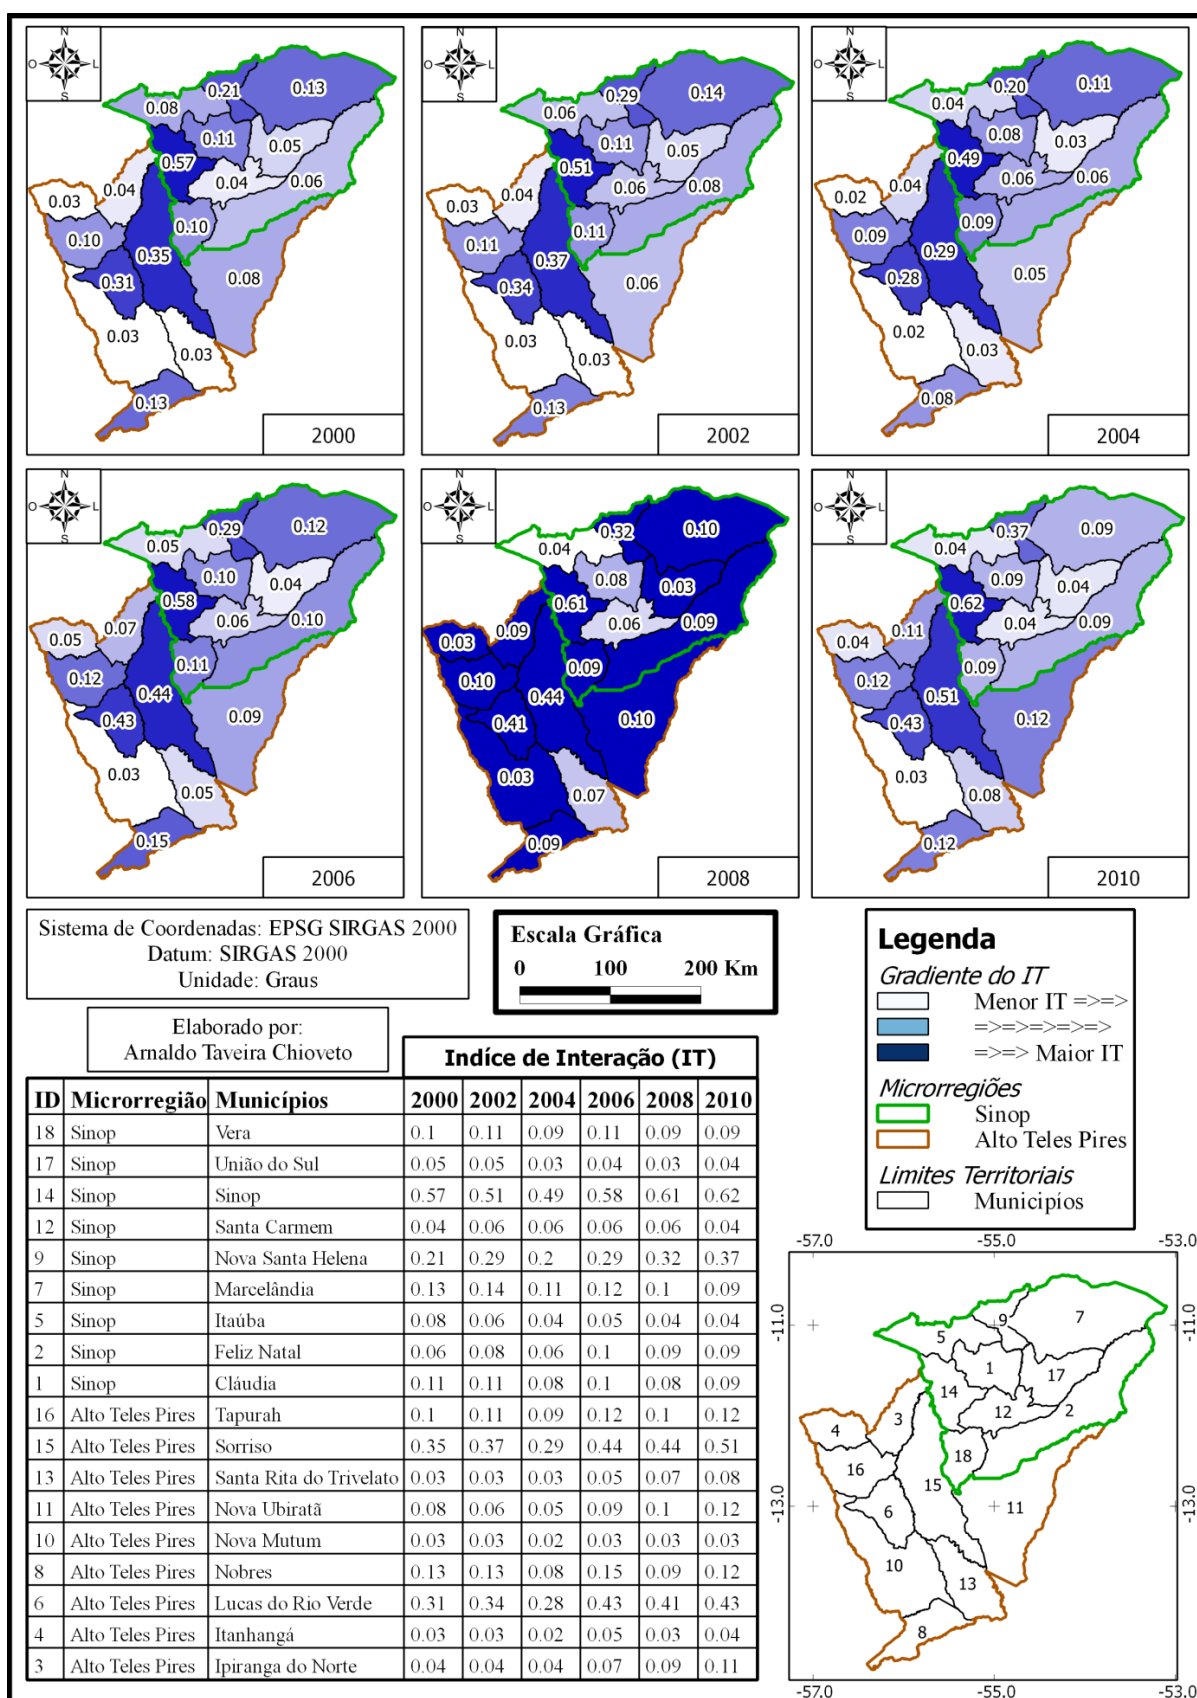 N
O L
S
0.21
0.13
0.08
0.11
0.05
0.57
0.04
0.06
0.04
0.03
0.10
0.10
0.35
0.31
0.08
0.03
0.03
0.13
2000
0.29
0.14
0.06
0.11
0.05
0.51
0.06
0.08
0.04
0.03
0.11
0.11
0.37
0.34
0.06
0.03
0.03
0.13
2002
N
O L
S
0.20
0.11
0.04
0.08
0.03
0.49
0.06
0.06
0.04
0.02
0.09
0.09
0.29
0.28
0.05
0.02
0.03
0.08
2004
N
O L
S
0.29
0.12
0.05
0.10
0.04
0.58
0.06
0.10
0.07
0.05
0.11
0.12
0.44
0.43
0.09
0.03
0.05
0.15
2006
N
O L
S
0.32
0.10
0.04
0.08
0.03
0.61
0.06
0.09
0.09
0.03
0.09
0.10
0.44
0.41
0.10
0.03
0.07
0.09
2008
N
O L
S
0.37
0.09
0.04
0.09
0.04
0.62
0.04
0.09
0.11
0.04
0.09
0.12
0.51
0.43
0.12
0.03
0.08
0.12
2010
N
O L
S
Sistema de Coordenadas: EPSG SIRGAS 2000
Datum: SIRGAS 2000
Unidade: Graus
Escala Gráfica
0 100 200 Km
Legenda
Gradiente do IT
Menor IT =>=>
=>=>=>=>=>
=>=> Maior IT
Microrregiões
Sinop
Alto Teles Pires
Limites Territoriais
Municipíos
Elaborado por:
Arnaldo Taveira Chioveto
Indíce de Interação (IT)
ID Microrregião Municípios 2000 2002 2004 2006 2008 2010
18 Sinop Vera 0.1 0.11 0.09 0.11 0.09 0.09
17 Sinop União do Sul 0.05 0.05 0.03 0.04 0.03 0.04
14 Sinop Sinop 0.57 0.51 0.49 0.58 0.61 0.62
12 Sinop Santa Carmem 0.04 0.06 0.06 0.06 0.06 0.04
9 Sinop Nova Santa Helena 0.21 0.29 0.2 0.29 0.32 0.37
7 Sinop Marcelândia 0.13 0.14 0.11 0.12 0.1 0.09
5 Sinop Itaúba 0.08 0.06 0.04 0.05 0.04 0.04
2 Sinop Feliz Natal 0.06 0.08 0.06 0.1 0.09 0.09
1 Sinop Cláudia 0.11 0.11 0.08 0.1 0.08 0.09
16 Alto Teles Pires Tapurah 0.1 0.11 0.09 0.12 0.1 0.12
15 Alto Teles Pires Sorriso 0.35 0.37 0.29 0.44 0.44 0.51
13 Alto Teles Pires Santa Rita do Trivelato 0.03 0.03 0.03 0.05 0.07 0.08
11 Alto Teles Pires Nova Ubiratã 0.08 0.06 0.05 0.09 0.1 0.12
10 Alto Teles Pires Nova Mutum 0.03 0.03 0.02 0.03 0.03 0.03
8 Alto Teles Pires Nobres 0.13 0.13 0.08 0.15 0.09 0.12
6 Alto Teles Pires Lucas do Rio Verde 0.31 0.34 0.28 0.43 0.41 0.43
4 Alto Teles Pires Itanhangá 0.03 0.03 0.02 0.05 0.03 0.04
3 Alto Teles Pires Ipiranga do Norte 0.04 0.04 0.04 0.07 0.09 0.11
-57.0 -55.0 -53.0
-11.0 -11.0
9
7
5
1
17
14
12
2
3
4
18
16
15
-13.0 -13.0
6
11
10
13
8
-57.0 -55.0 -53.0